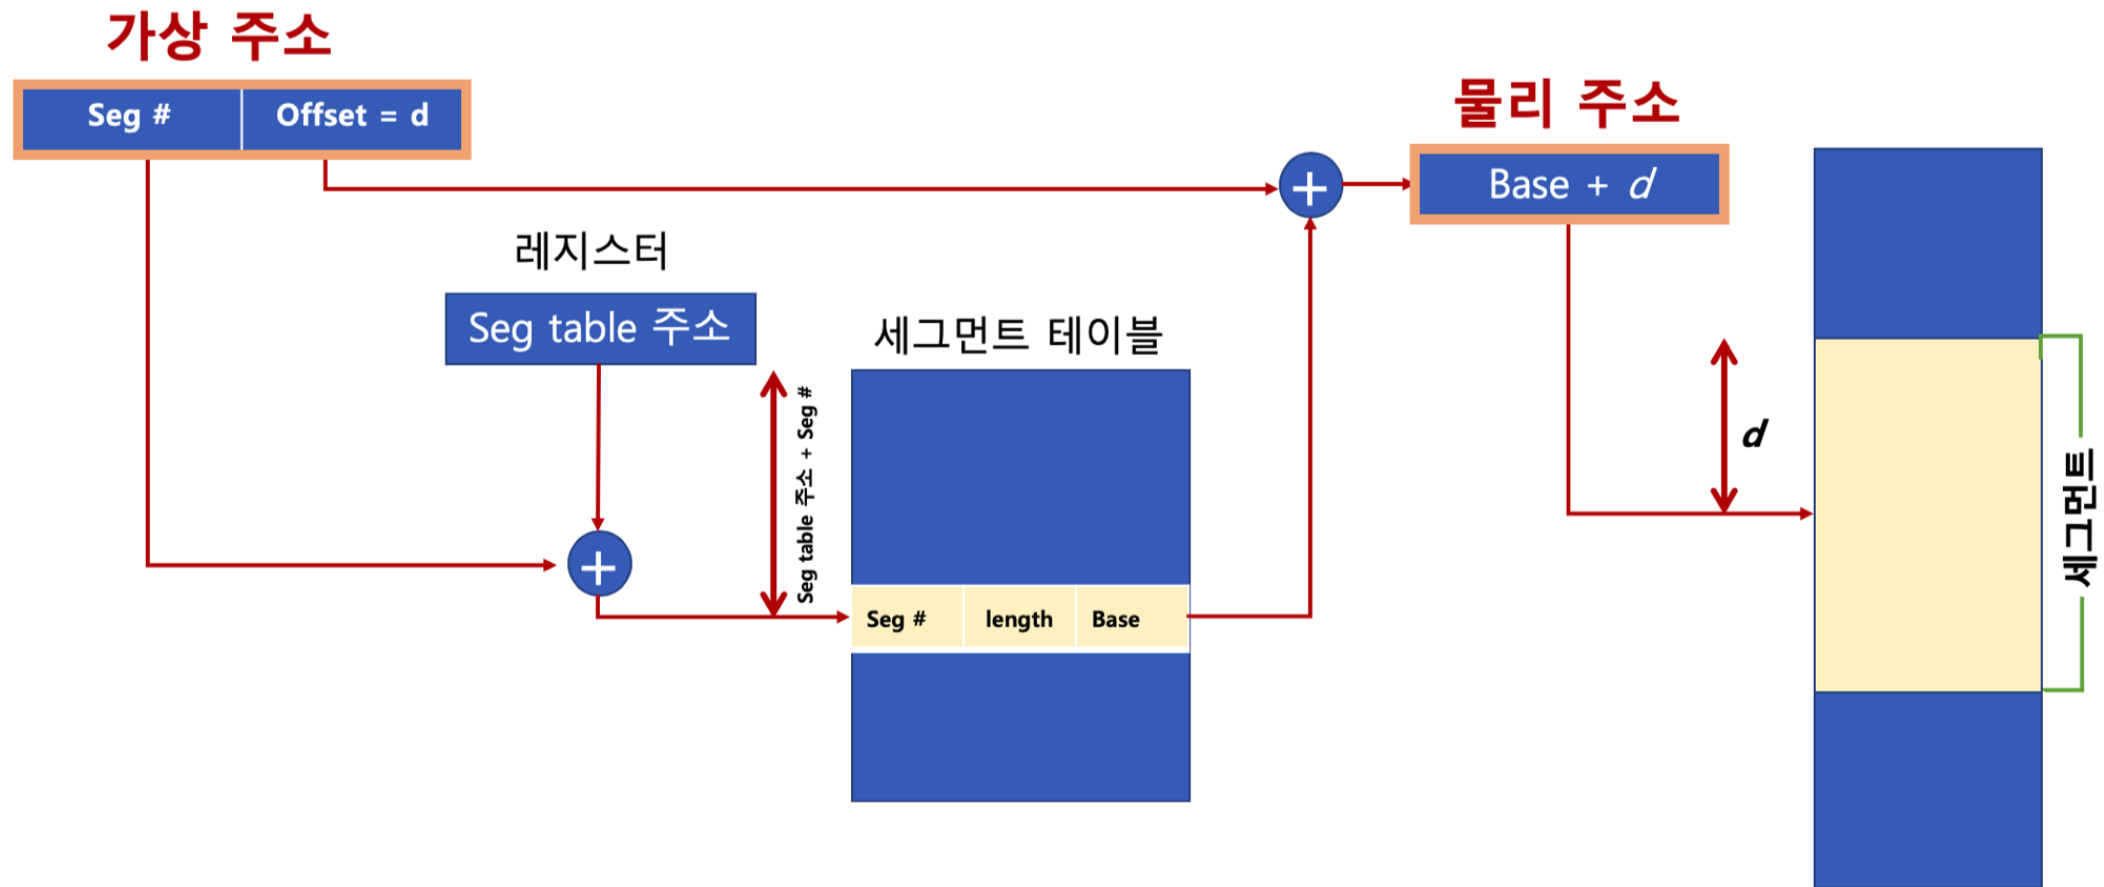 가상 주소
Seg #
Offset = d
물리 주소
+
Base + d
레지스터
Seg table 주소
세그먼트 테이블
Seg table 주소 + Seg #
d
+
Seg #
length
Base
세그먼트